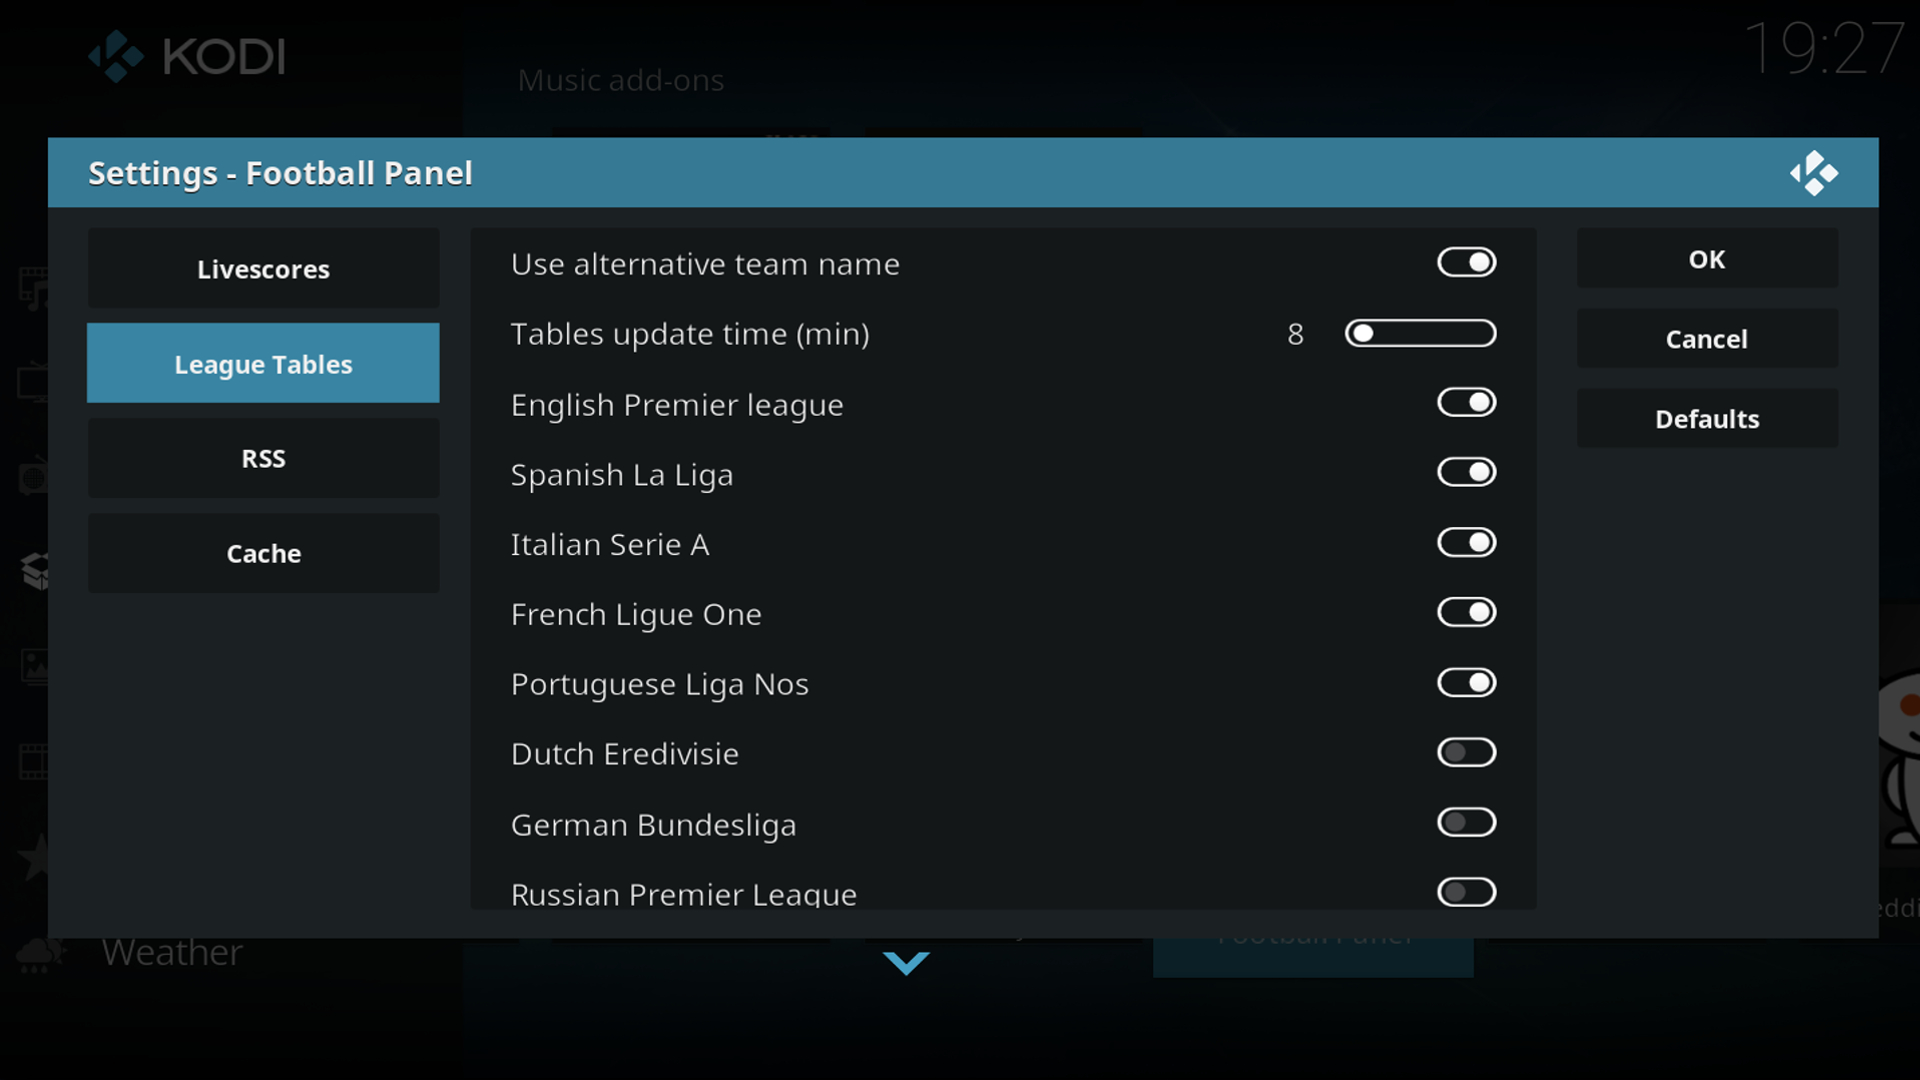 KODI
19:27
Music add-ons
Settings - Football Panel
Livescores
League Tables
RSS
Cache
Use alternative team name
Tables update time (min) 8
English Premier league
Spanish La Liga
Italian Serie A
French Ligue One
Portuguese Liga Nos
Dutch Eredivisie
German Bundesliga
Russian Premier League
OK
Cancel
Defaults
Weather
Football Panel